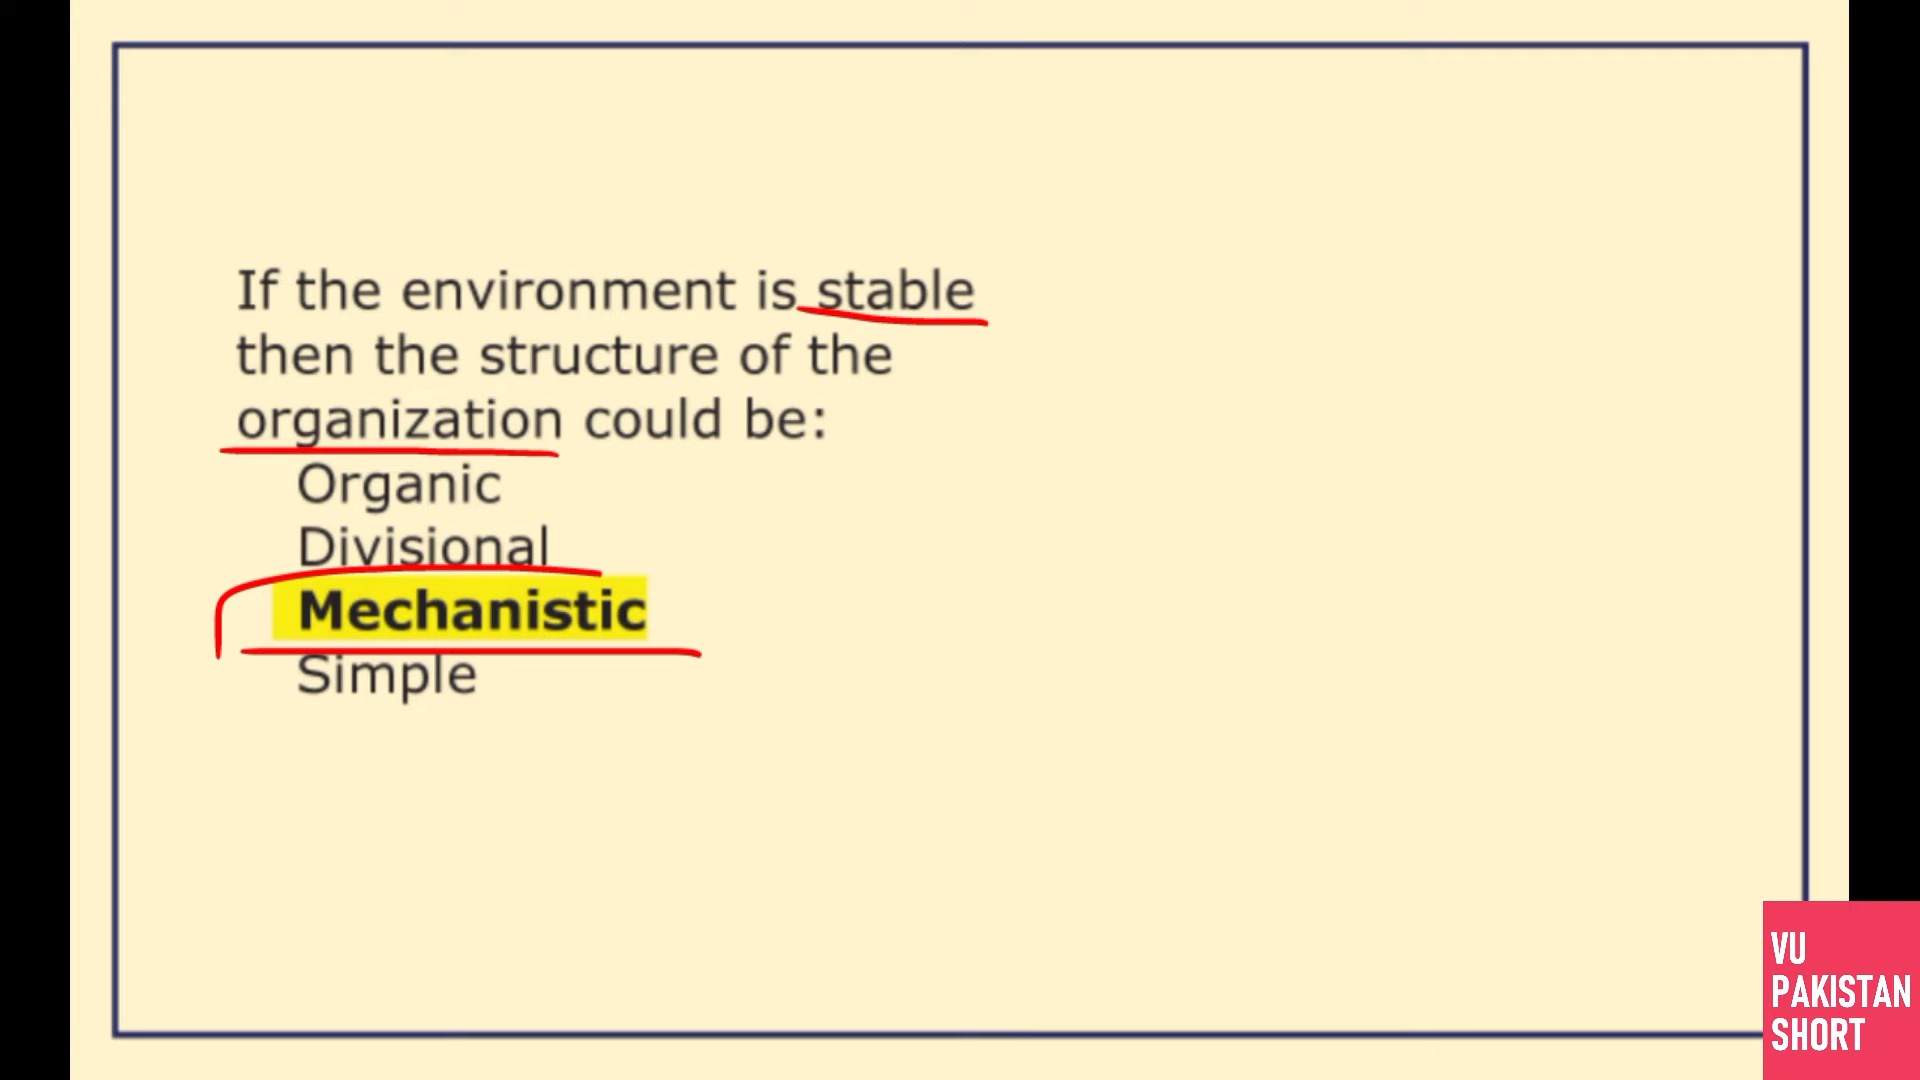 If the environment is stable
then the structure of the
organization could be:
Organic
Divisional
Mechanistic
Simple
VU
PAKISTAN
SHORT